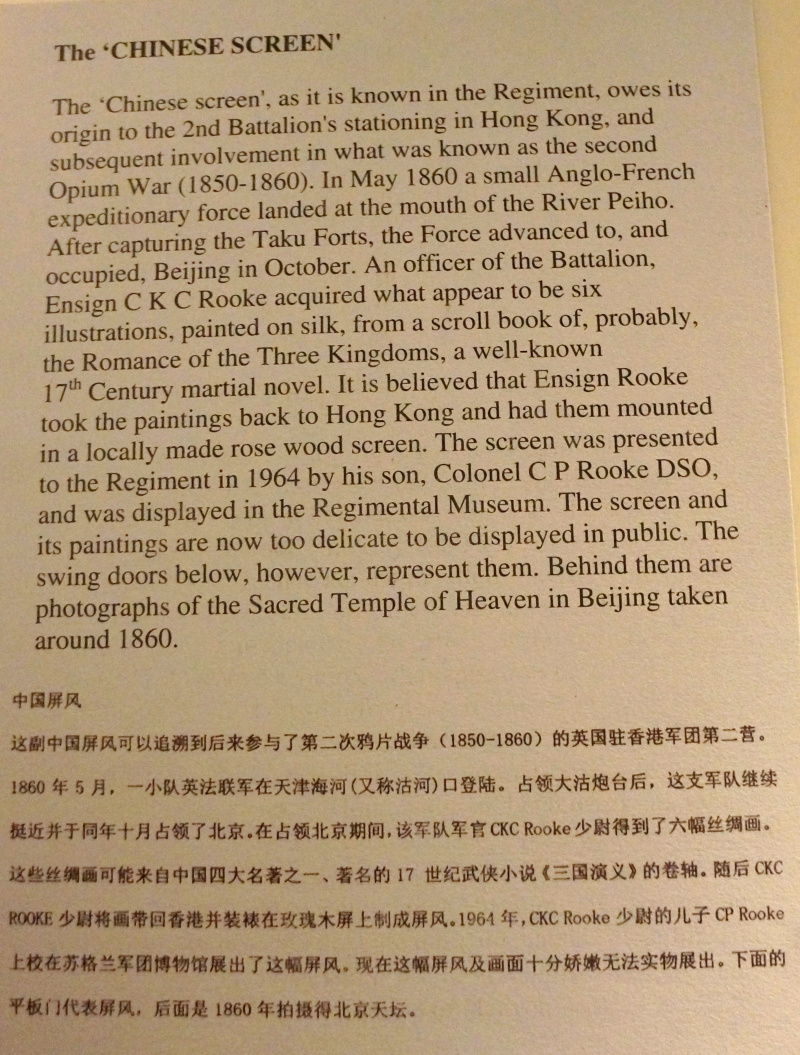 The ‘CHINESE SCREEN'
The ‘Chinese screen', as it is known in the Regiment, owes its
origin to the 2nd Battalion's stationing in Hong Kong, and
subsequent involvement in what was known as the second
Opium War (1850-1860). In May 1860 a small Anglo-French
expeditionary force landed at the mouth of the River Peiho.
After capturing the Taku Forts, the Force advanced to, and
occupied, Beijing in October. An officer of the Battalion,
Ensign C K C Rooke acquired what appear to be six
illustrations, painted on silk, from a scroll book of, probably,
the Romance of the Three Kingdoms, a well-known
17th Century martial novel. It is believed that Ensign Rooke
took the paintings back to Hong Kong and had them mounted
in a locally made rose wood screen. The screen was presented
to the Regiment in 1964 by his son, Colonel C P Rooke DSO,
and was displayed in the Regimental Museum. The screen and
its paintings are now too delicate to be displayed in public. The
swing doors below, however, represent them. Behind them are
photographs of the Sacred Temple of Heaven in Beijing taken
around 1860.
中国屏风
这副中国屏风可以追溯到后来参与了第二次鸦片战争（1850-1860）的英国驻香港军团第二营。
1860 年 5 月，一小队英法联军在天津海河(又称沽河)口登陆。占领大沽炮台后，这支军队继续
挺近并于同年十月占领了北京.在占领北京期间,该军队军官 CKC Rooke 少尉得到了六幅丝绸画。
这些丝绸画可能来自中国四大名著之一、著名的 17 世纪武侠小说《三国演义》的卷轴。随后 CKC
ROOKE 少尉将画带回香港并装裱在玫瑰木屏上制成屏风.1964 年,CKC Rooke 少尉的儿子 CP Rooke
上校在苏格兰军团博物馆展出了这幅屏风。现在这幅屏风及画面十分娇嫩无法实物展出。下面的
平板门代表屏风，后面是 1860 年拍摄得北京天坛。